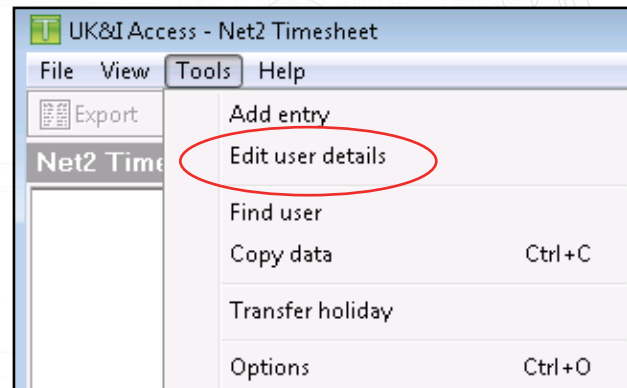 UK&I Access - Net2 Timesheet
File View Tools Help
Export
Add entry
Net2 Time
Edit user details
Find user
Copy data Ctrl+C
Transfer holiday
Options Ctrl+O